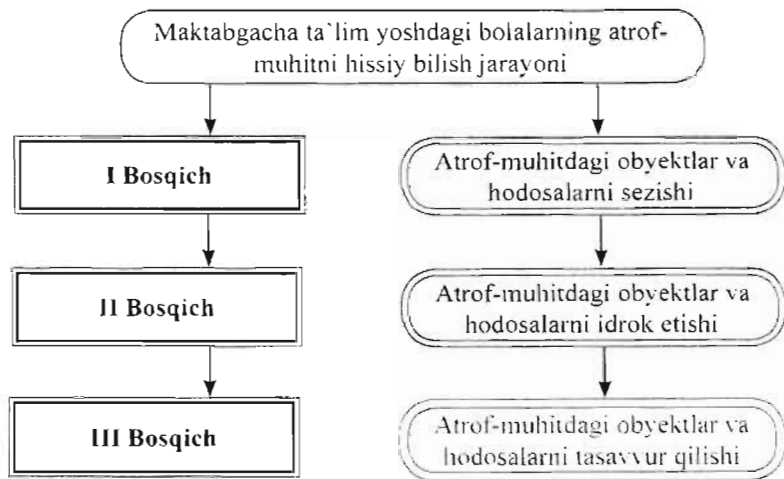 Maktabgacha ta`lim yoshdagi bolalarning atrof-
muhitni hissiy bilish jarayoni
I Bosqich
Atrof-muhitdagi obyektlar va
hodosalarni sezishi
II Bosqich
Atrof-muhitdagi obyektlar va
hodosalarni idrok etishi
III Bosqich
Atrof-muhitdagi obyektlar va
hodosalarni tasavvur qilishi